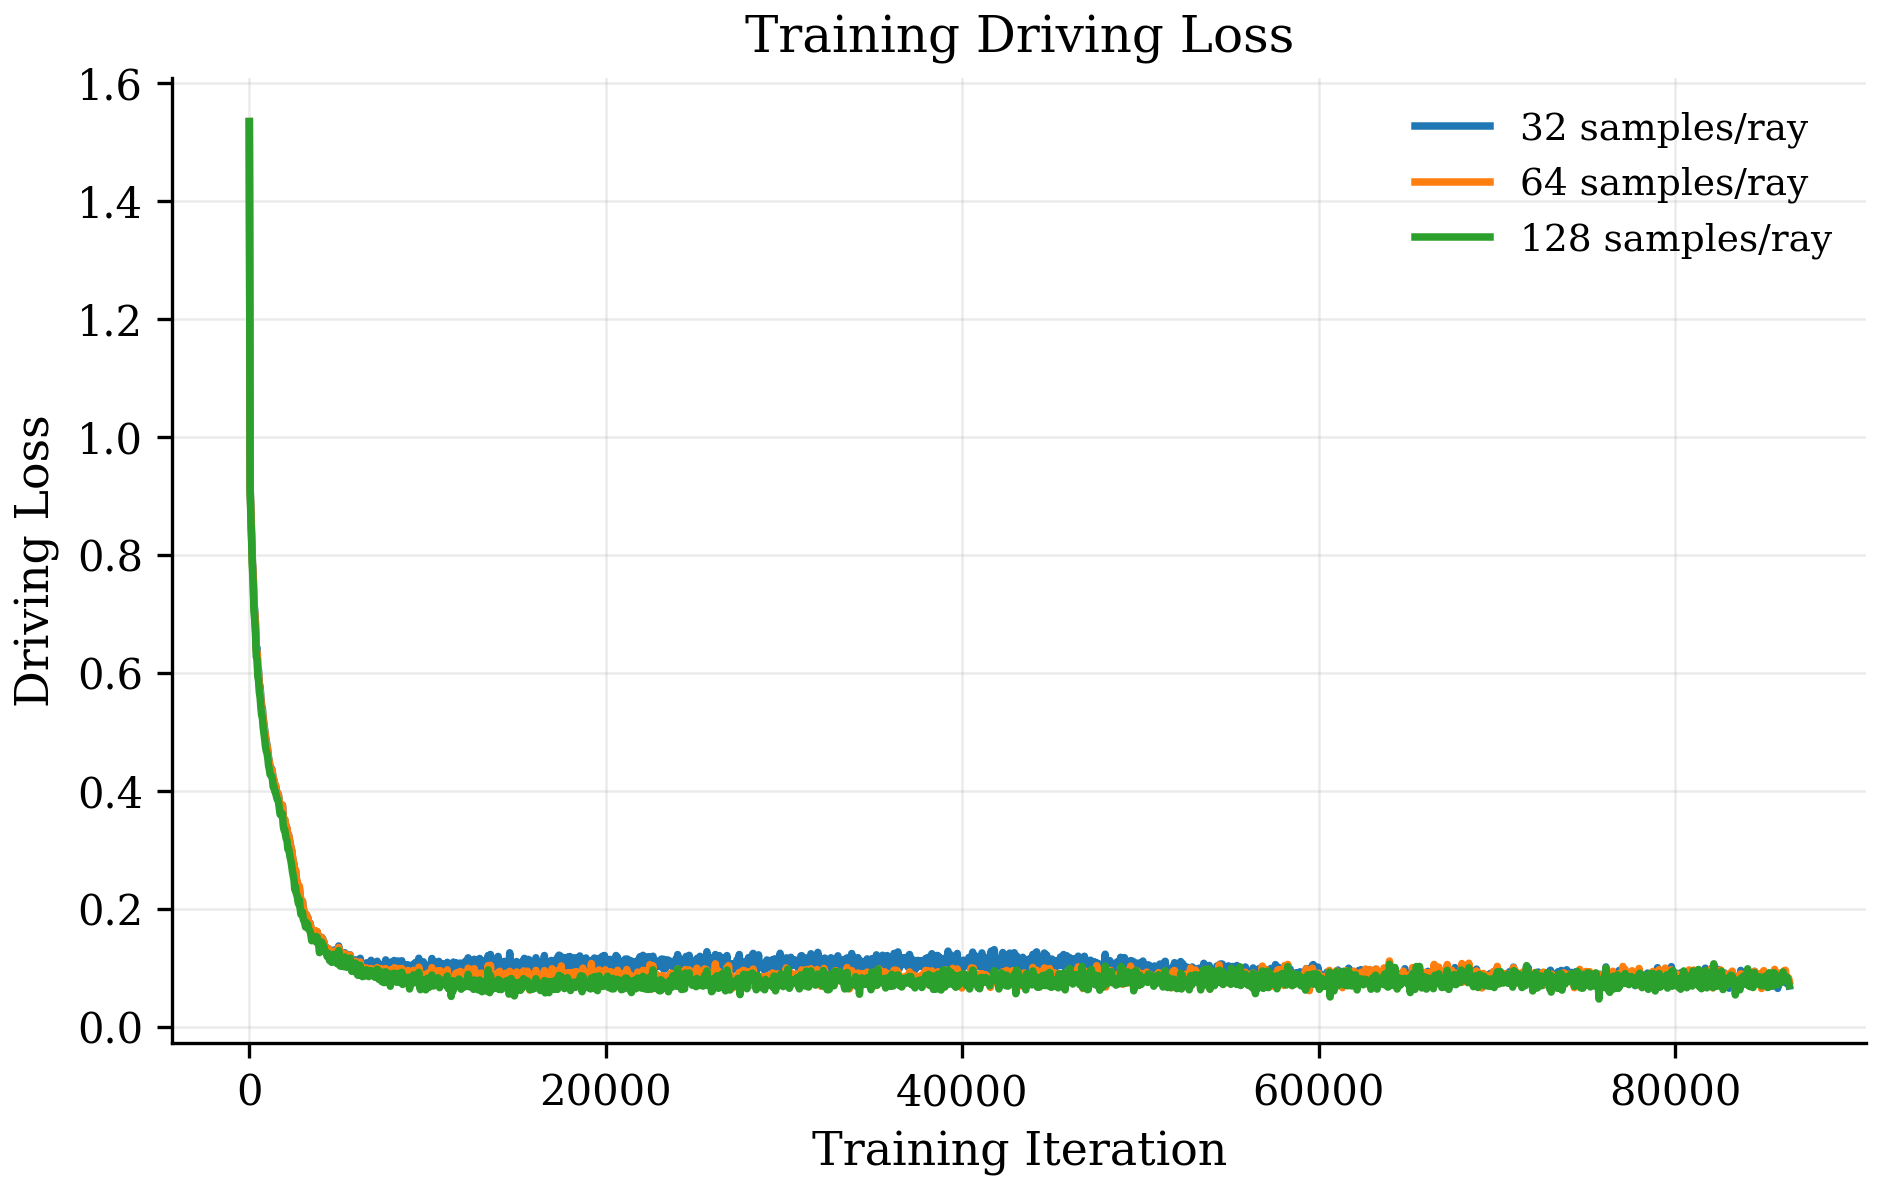 Training Driving Loss
1.6
1.4
1.2
1.0
0.8
0.6
0.4
0.2
0.0
Driving Loss
32 samples/ray
64 samples/ray
128 samples/ray
0 20000 40000 60000 80000
Training Iteration